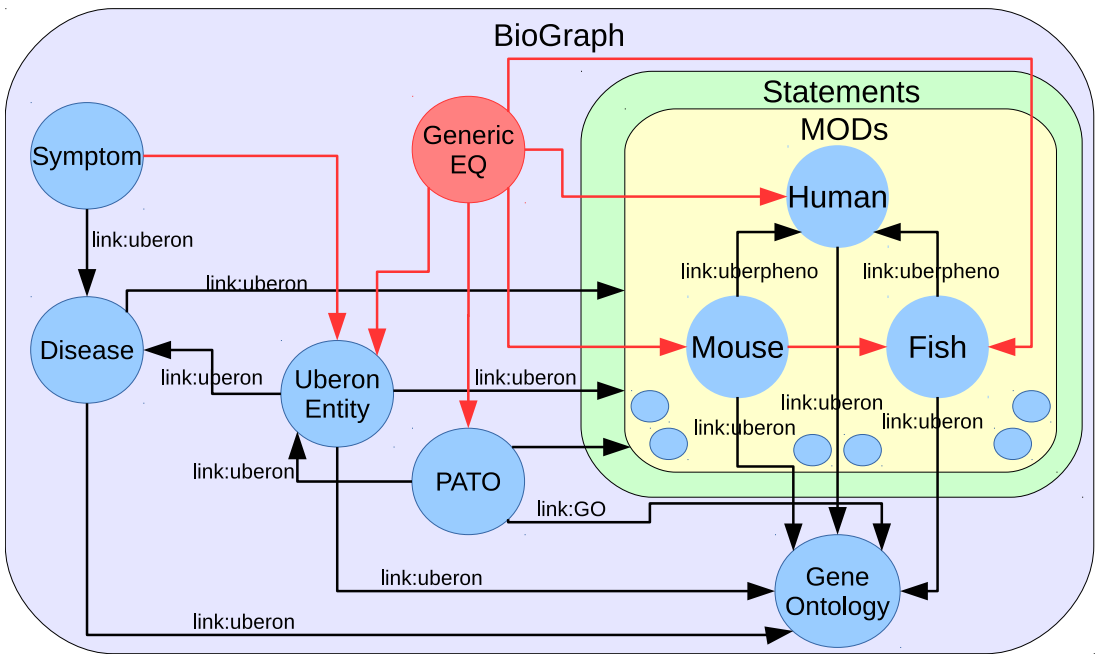 BioGraph
Statements
MODs
Symptom
Generic
EQ
Human
link:uberon
link:uberpheno
link:uberpheno
link:uberon
Disease
Mouse
Fish
link:uberon
Uberon
Entity
link:uberon
link:uberon
link:uberon
link:uberon
link:uberon
PATO
link:GO
link:uberon
Gene
Ontology
link:uberon